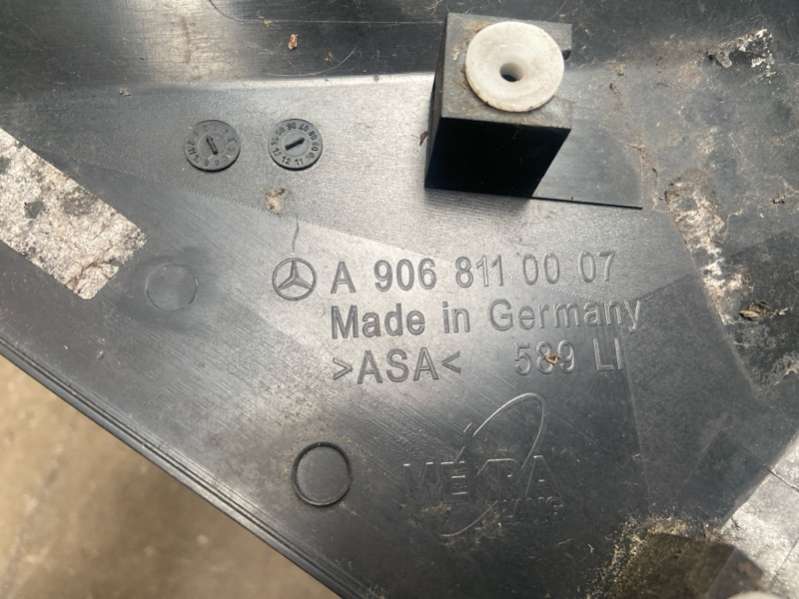 A 906 811 00 07
Made in Germany
>ASA< 589 LI
MEKRA